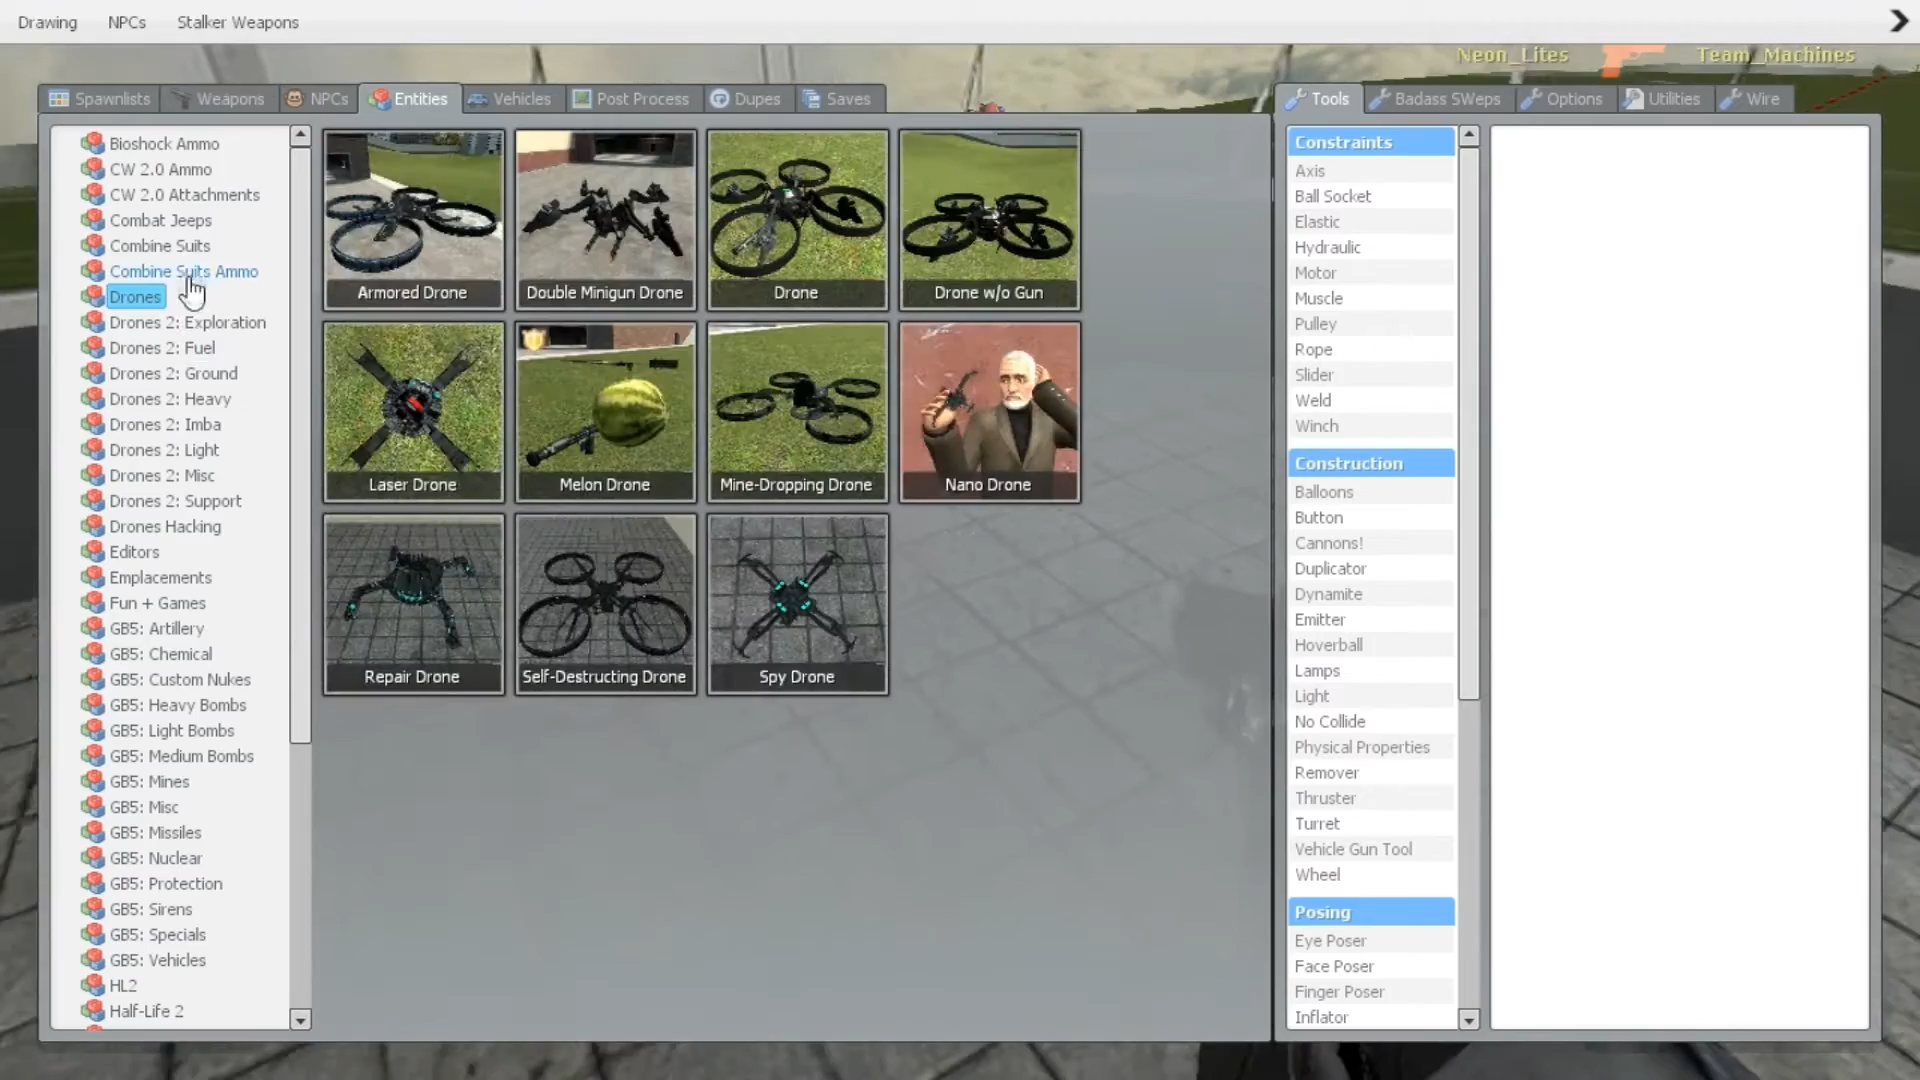 Drawing NPCs Stalker Weapons
Neon_Lites Team_Machines
Spawnlists Weapons NPCs Entities Vehicles Post Process Dupes Saves
Tools Badass SWeps Options Utilities Wire
Bioshock Ammo
CW 2.0 Ammo
CW 2.0 Attachments
Combat Jeeps
Combine Suits
Combine Suits Ammo
Drones
Drones 2: Exploration
Drones 2: Fuel
Drones 2: Ground
Drones 2: Heavy
Drones 2: Imba
Drones 2: Light
Drones 2: Misc
Drones 2: Support
Drones Hacking
Editors
Emplacements
Fun + Games
GB5: Artillery
GB5: Chemical
GB5: Custom Nukes
GB5: Heavy Bombs
GB5: Light Bombs
GB5: Medium Bombs
GB5: Mines
GB5: Misc
GB5: Missiles
GB5: Nuclear
GB5: Protection
GB5: Sirens
GB5: Specials
GB5: Vehicles
HL2
Half-Life 2
Armored Drone
Double Minigun Drone
Drone
Drone w/o Gun
Laser Drone
Melon Drone
Mine-Dropping Drone
Nano Drone
Repair Drone
Self-Destructing Drone
Spy Drone
Constraints
Axis
Ball Socket
Elastic
Hydraulic
Motor
Muscle
Pulley
Rope
Slider
Weld
Winch
Construction
Balloons
Button
Cannons!
Duplicator
Dynamite
Emitter
Hoverball
Lamps
Light
No Collide
Physical Properties
Remover
Thruster
Turret
Vehicle Gun Tool
Wheel
Posing
Eye Poser
Face Poser
Finger Poser
Inflator